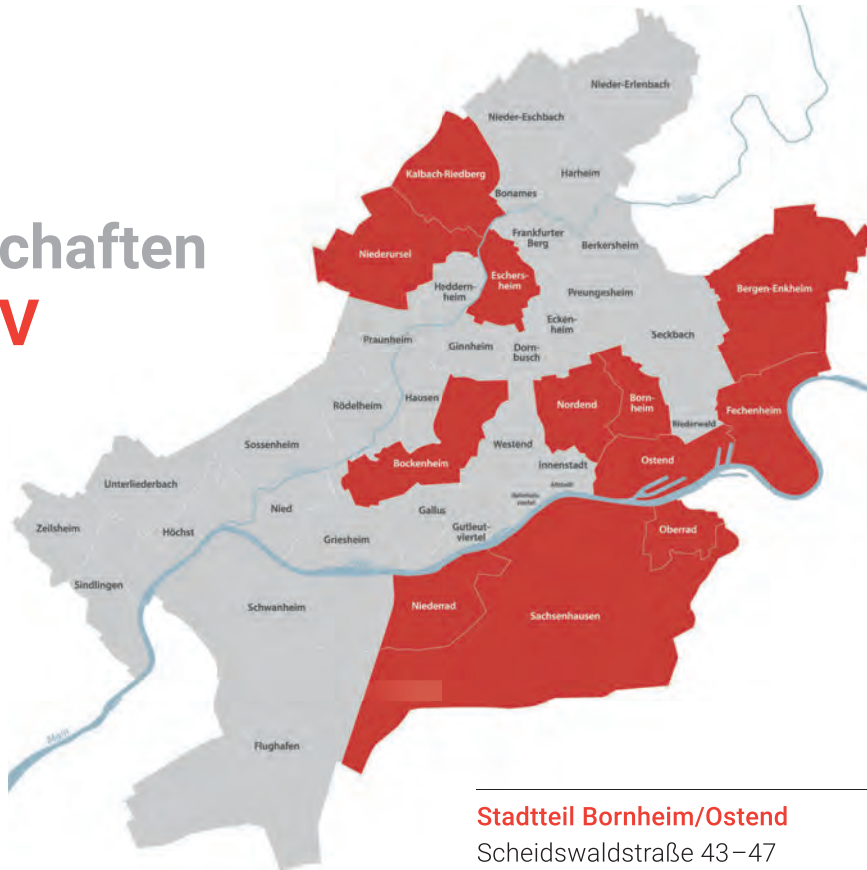 chaften
V
Nieder-Erlenbach
Nieder-Eschbach
Kalbach-Riedberg
Harheim
Bonames
Frankfurter
Berg
Berkersheim
Niederursel
Eschers-
heim
Heddern-
heim
Preungesheim
Bergen-Enkheim
Ecken-
heim
Seckbach
Praunheim
Ginnheim
Dorn-
busch
Hausen
Rödelheim
Nordend
Born-
heim
Fechenheim
Riederwald
Sossenheim
Westend
Bockenheim
Innenstadt
Ostend
Unterliederbach
Altstadt
Bahnhofs-
viertel
Nied
Gallus
Zeilsheim
Höchst
Gutleut-
viertel
Griesheim
Oberrad
Sindlingen
Schwanheim
Niederrad
Sachsenhausen
Main
Flughafen
Stadtteil Bornheim/Ostend
Scheidswaldstraße 43–47